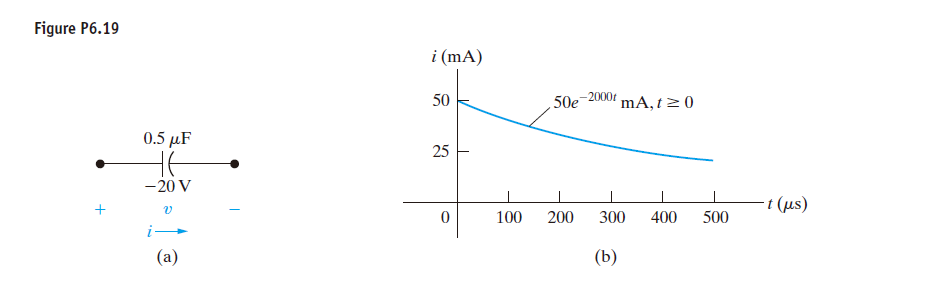 Figure P6.19
0.5 μF
−20 V
+ v −
i
(a)
i (mA)
50
50e^{−2000t} mA, t ≥ 0
25
0 100 200 300 400 500 t (μs)
(b)